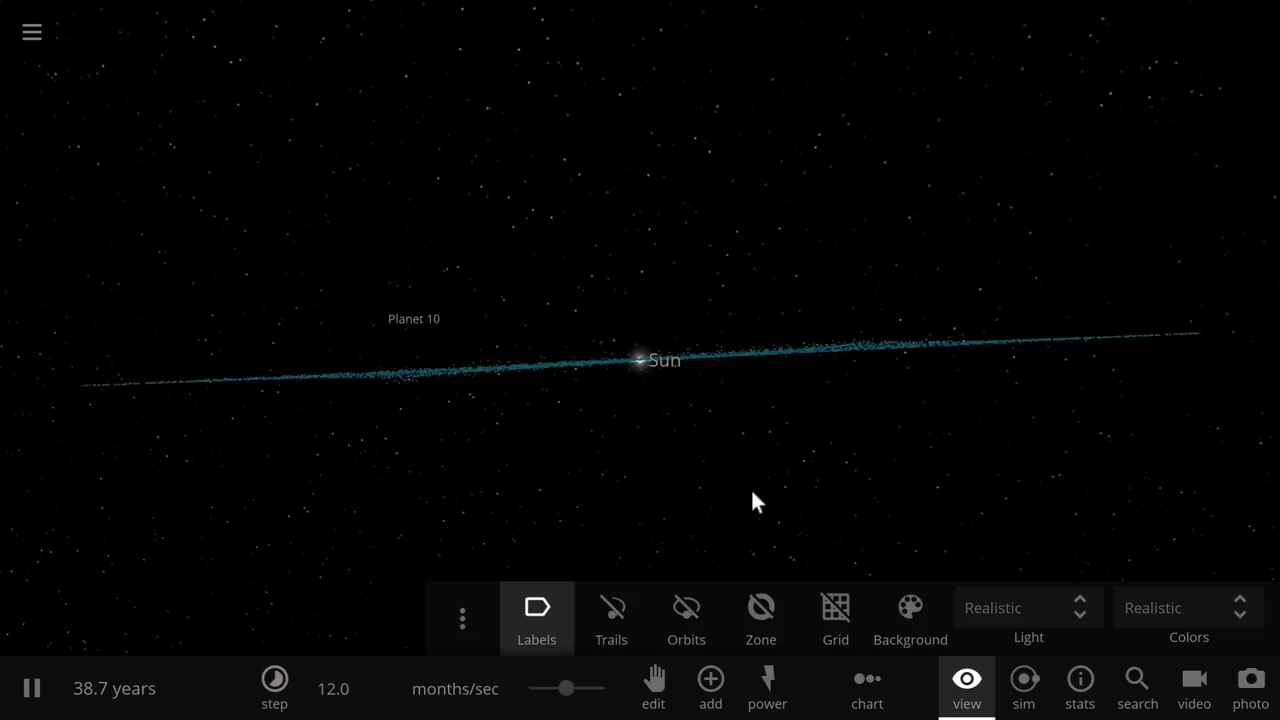 Planet 10
Sun
Labels
Trails
Orbits
Zone
Grid
Background
Realistic
Light
Realistic
Colors
38.7 years
step
12.0
months/sec
edit
add
power
chart
view
sim
stats
search
video
photo